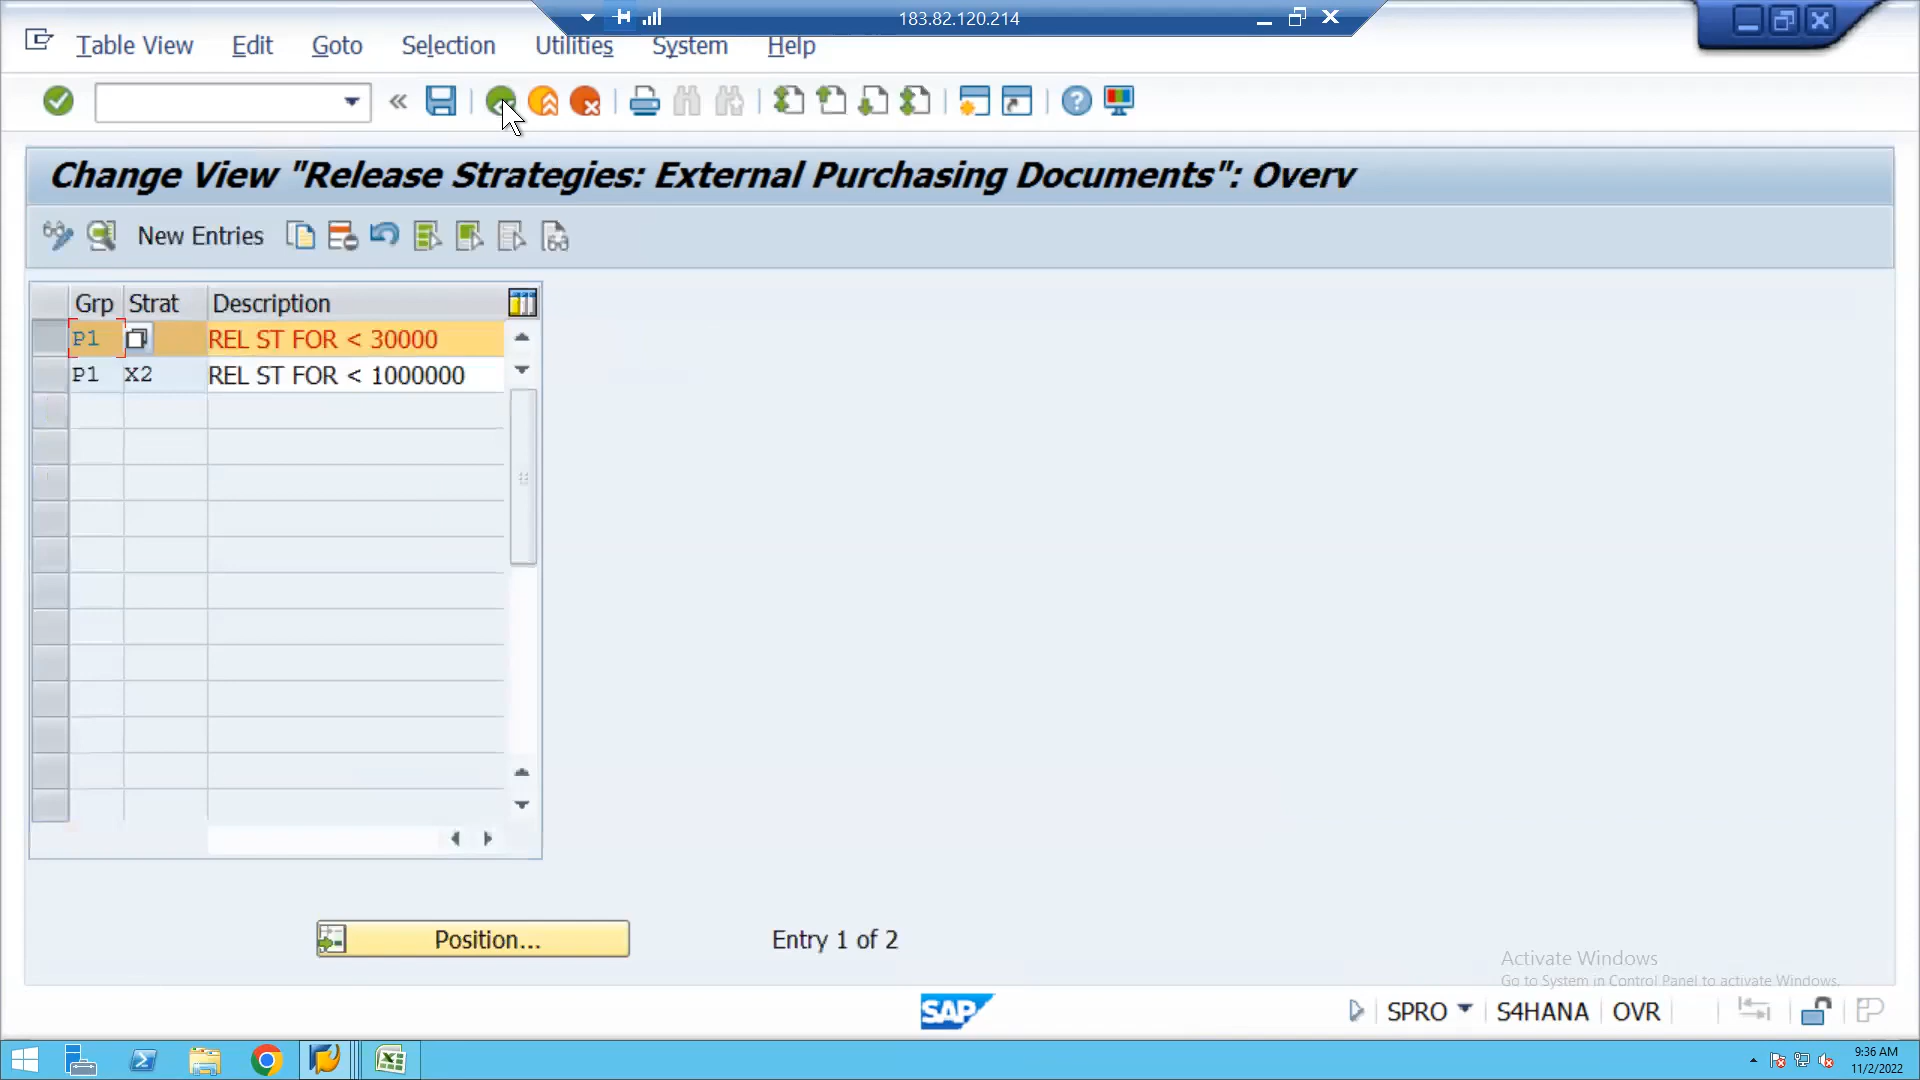 183.82.120.214
Table View Edit Goto Selection Utilities System Help
Change View "Release Strategies: External Purchasing Documents": Overv
New Entries
Grp Strat Description
P1 REL ST FOR < 30000
P1 X2 REL ST FOR < 1000000
Position... Entry 1 of 2
Activate Windows
Go to System in Control Panel to activate Windows.
SAP SPRO S4HANA OVR
9:36 AM
11/2/2022